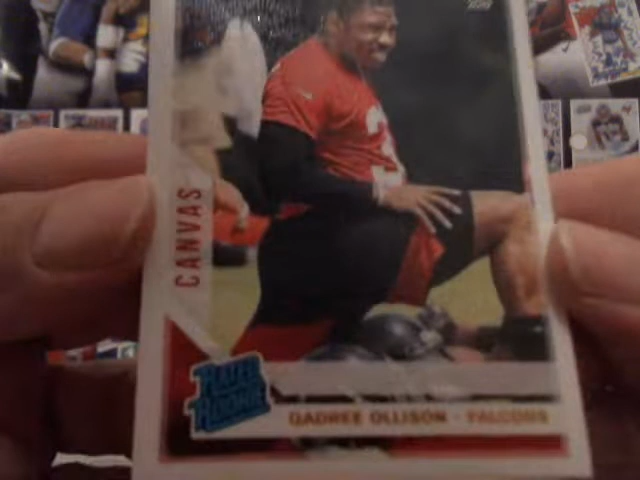 CANVAS
RATED
ROOKIE
QADREE OLLISON - FALCONS